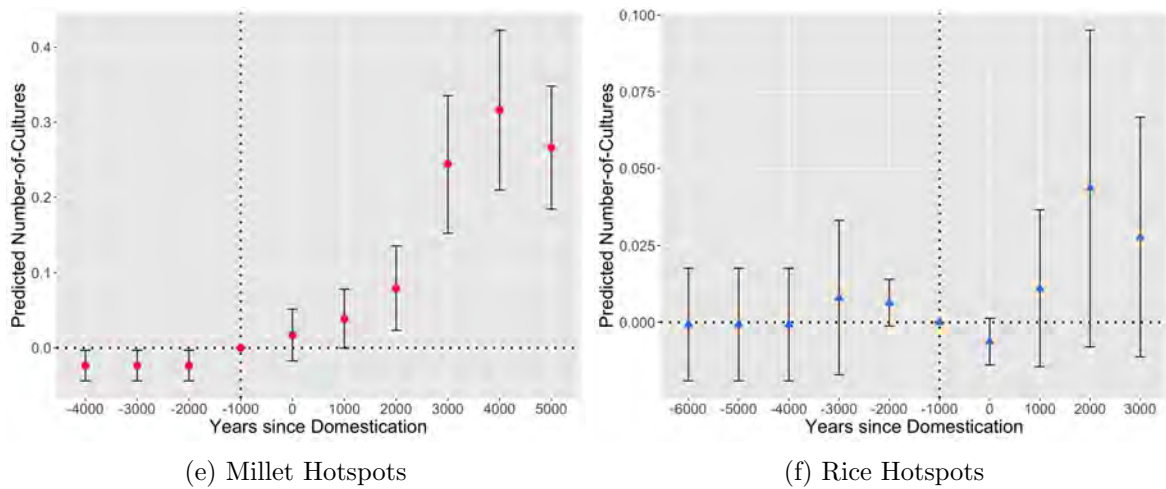 Predicted Number-of-Cultures
0.4
0.3
0.2
0.1
0.0
-4000 -3000 -2000 -1000 0 1000 2000 3000 4000 5000
Years since Domestication
(e) Millet Hotspots
Predicted Number-of-Cultures
0.100
0.075
0.050
0.025
0.000
-6000 -5000 -4000 -3000 -2000 -1000 0 1000 2000 3000
Years since Domestication
(f) Rice Hotspots